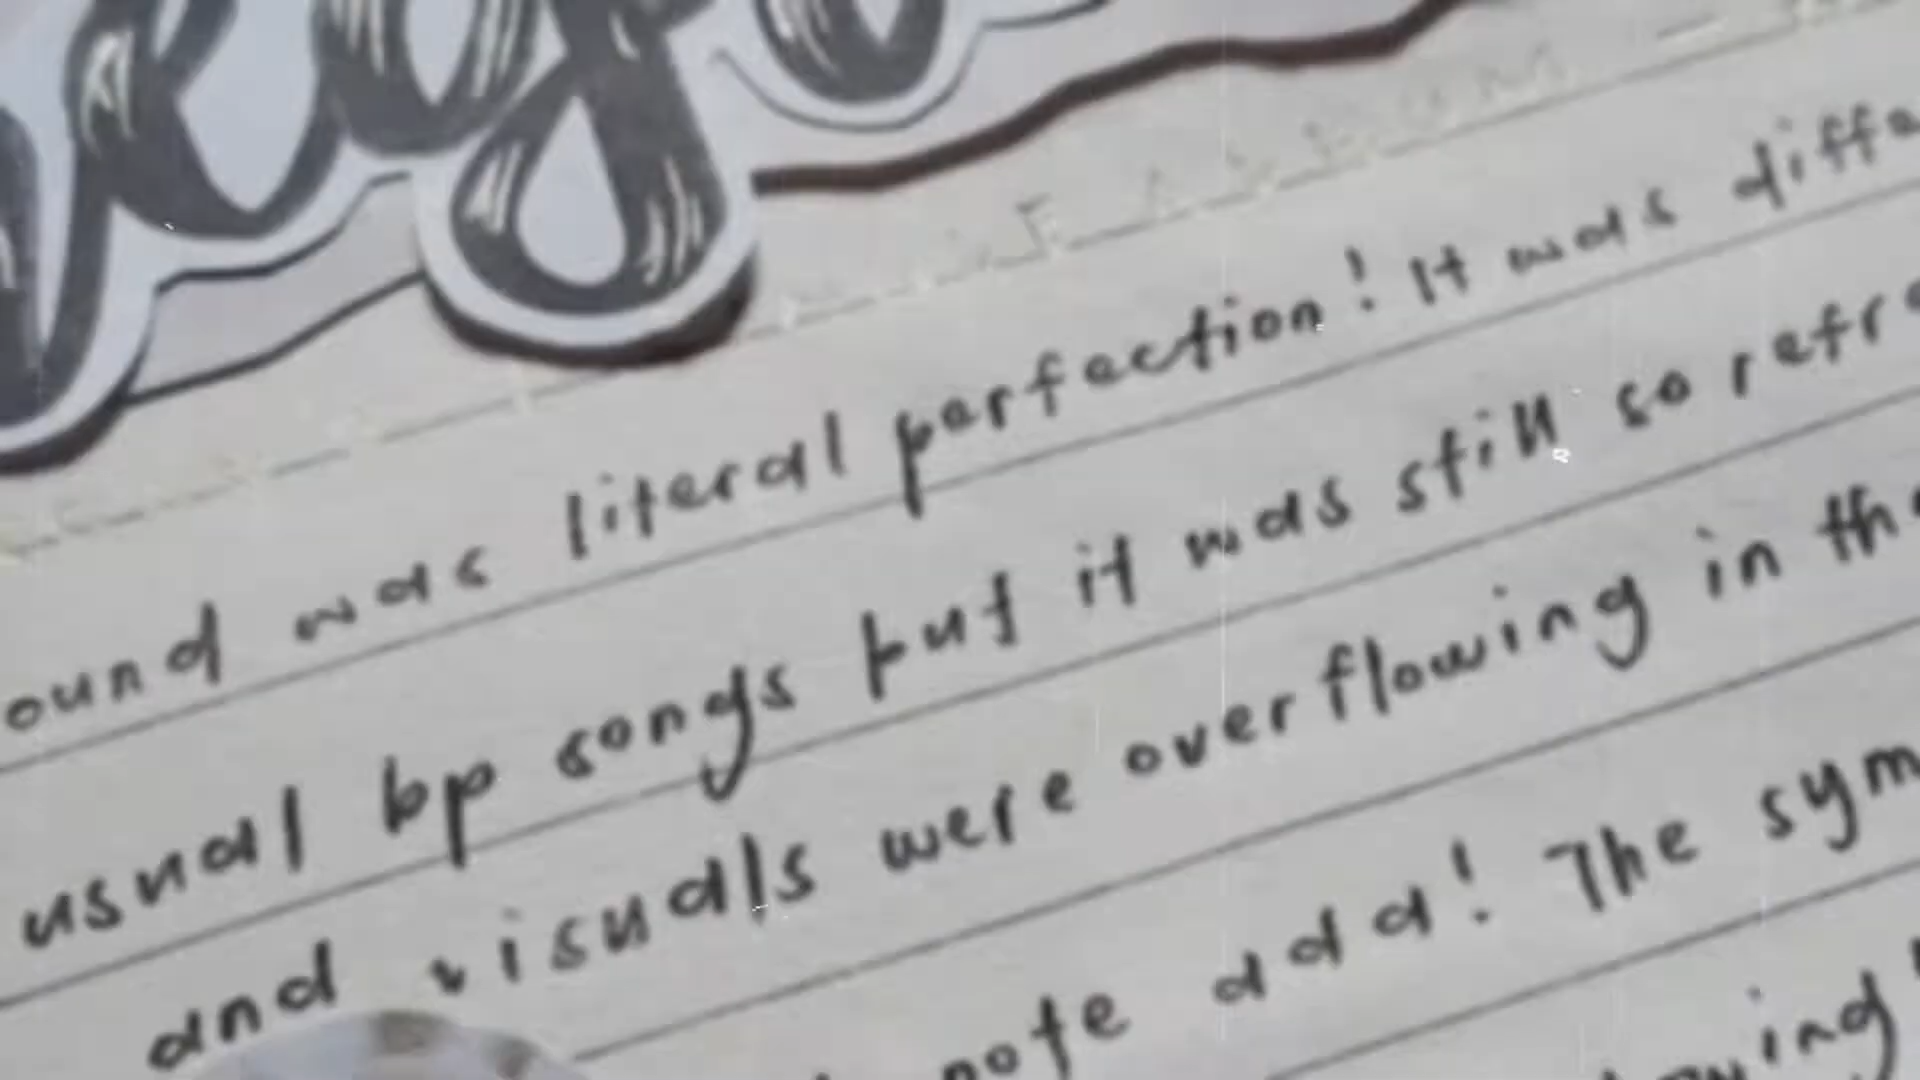 ound was literal perfection! It was diffe
usual bp songs but it was still so refre
and visuals were overflowing in the
note add! The sym
wing